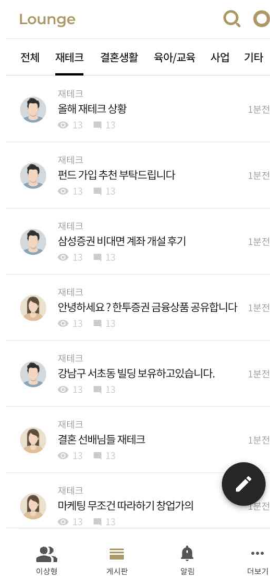 Lounge
전체 재테크 결혼생활 육아/교육 사업 기타
재테크
올해 재테크 상황 1분전
13 13
재테크
펀드 가입 추천 부탁드립니다 1분전
13 13
재테크
삼성증권 비대면 계좌 개설 후기 1분전
13 13
재테크
안녕하세요? 한투증권 금융상품 공유합니다 1분전
13 13
재테크
강남구 서초동 빌딩 보유하고있습니다. 1분전
13 13
재테크
결혼 선배님들 재테크 1분전
13 13
재테크
마케팅 무조건 따라하기 창업가의 1분전
13 13
이상형 게시판 알림 더보기